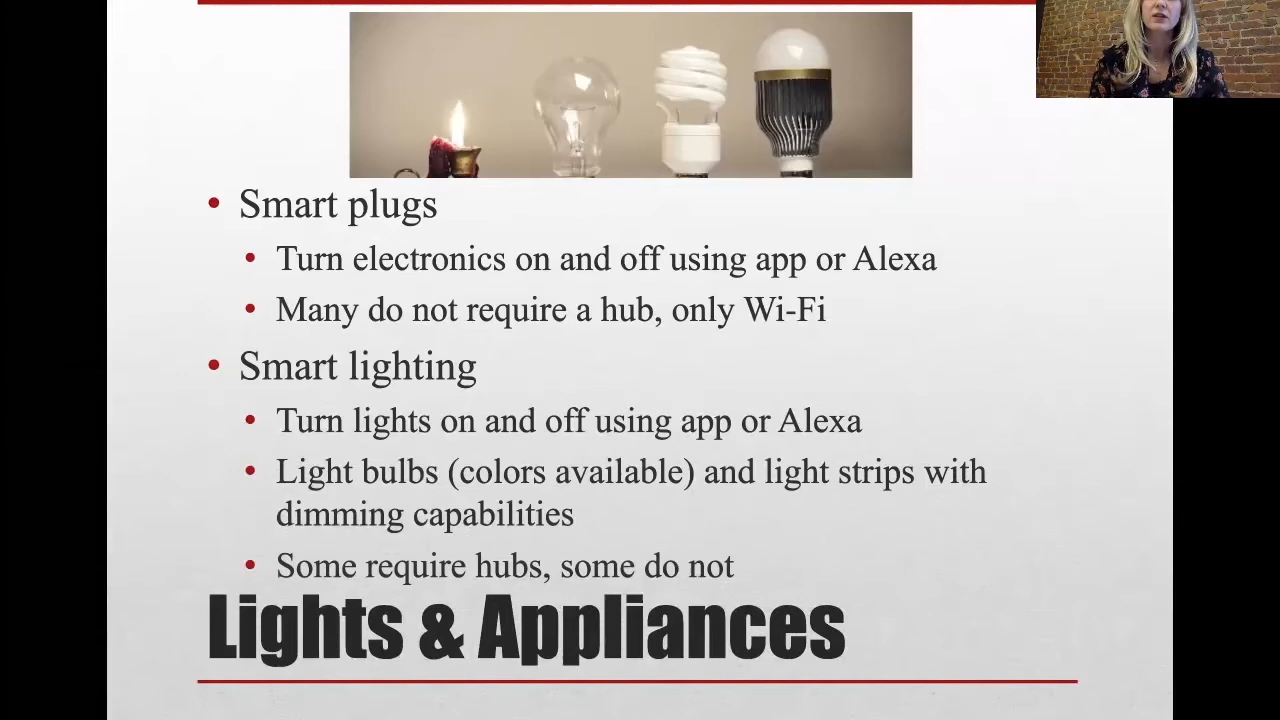 Smart plugs
Turn electronics on and off using app or Alexa
Many do not require a hub, only Wi-Fi
Smart lighting
Turn lights on and off using app or Alexa
Light bulbs (colors available) and light strips with
dimming capabilities
Some require hubs, some do not
Lights & Appliances